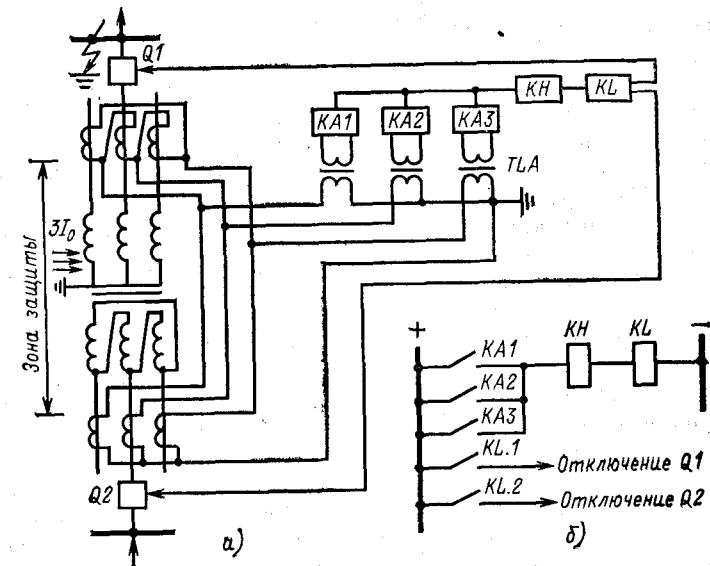 Q1
KA1
KA2
KA3
KH
KL
TLA
3I₀
Зона защиты
Q2
а)
+
−
KH
KL
KA1
KA2
KA3
KL.1
Отключение Q1
KL.2
Отключение Q2
б)